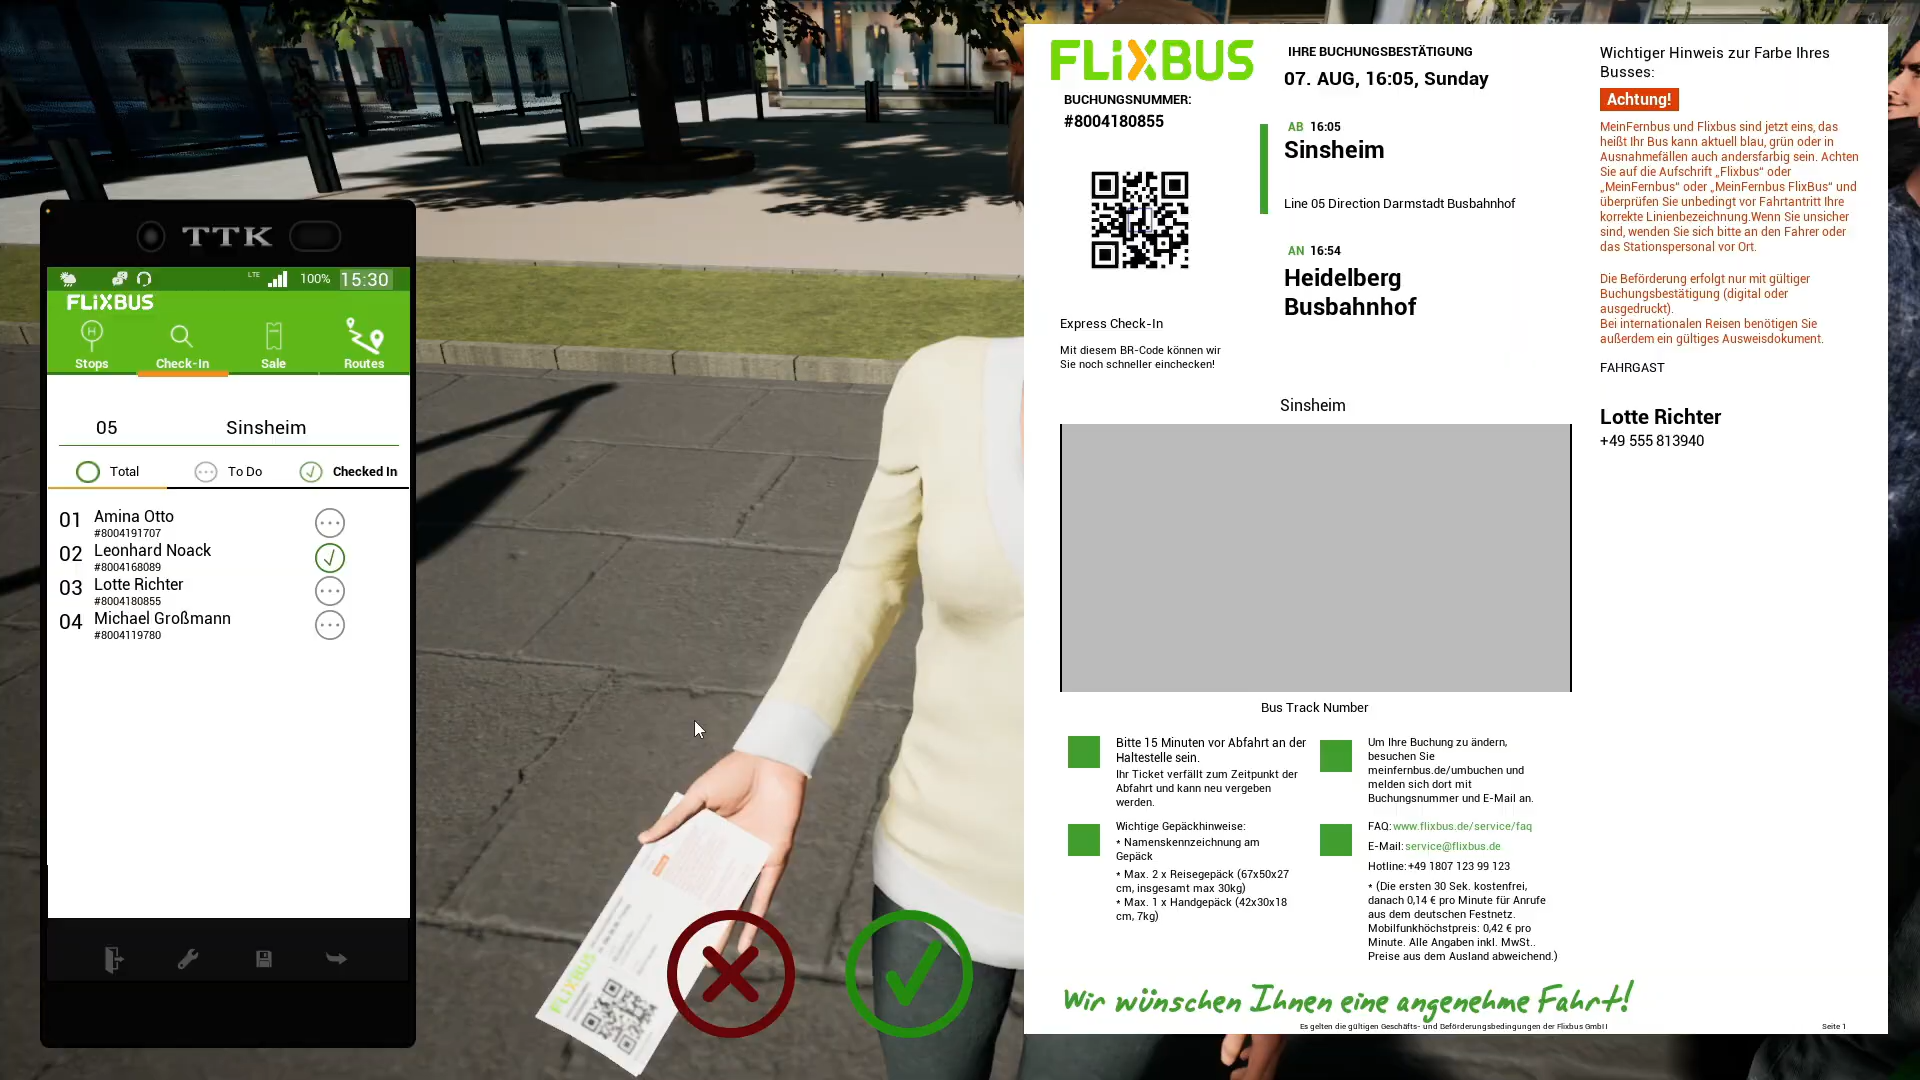 TTK
LTE 100% 15:30
FLiXBUS
Stops Check-In Sale Routes
05 Sinsheim
Total To Do Checked In
01 Amina Otto
#8004191707
02 Leonhard Noack
#8004168089
03 Lotte Richter
#8004180855
04 Michael Großmann
#8004119780
FLiXBUS
FLiXBUS
BUCHUNGSNUMMER:
#8004180855
Express Check-In
Mit diesem BR-Code können wir
Sie noch schneller einchecken!
IHRE BUCHUNGSBESTÄTIGUNG
07. AUG, 16:05, Sunday
AB 16:05
Sinsheim
Line 05 Direction Darmstadt Busbahnhof
AN 16:54
Heidelberg
Busbahnhof
Sinsheim
Bus Track Number
Bitte 15 Minuten vor Abfahrt an der
Haltestelle sein.
Ihr Ticket verfällt zum Zeitpunkt der
Abfahrt und kann neu vergeben
werden.
Wichtige Gepäckhinweise:
* Namenskennzeichnung am
Gepäck
* Max. 2 x Reisegepäck (67x50x27
cm, insgesamt max 30kg)
* Max. 1 x Handgepäck (42x30x18
cm, 7kg)
Um Ihre Buchung zu ändern,
besuchen Sie
meinfernbus.de/umbuchen und
melden sich dort mit
Buchungsnummer und E-Mail an.
FAQ: www.flixbus.de/service/faq
E-Mail: service@flixbus.de
Hotline: +49 1807 123 99 123
* (Die ersten 30 Sek. kostenfrei,
danach 0,14 € pro Minute für Anrufe
aus dem deutschen Festnetz.
Mobilfunkhöchstpreis: 0,42 € pro
Minute. Alle Angaben inkl. MwSt..
Preise aus dem Ausland abweichend.)
Wir wünschen Ihnen eine angenehme Fahrt!
Es gelten die gültigen Geschäfts- und Beförderungsbedingungen der Flixbus GmbH
Seite 1
Wichtiger Hinweis zur Farbe Ihres
Busses:
Achtung!
MeinFernbus und Flixbus sind jetzt eins, das
heißt Ihr Bus kann aktuell blau, grün oder in
Ausnahmefällen auch andersfarbig sein. Achten
Sie auf die Aufschrift „Flixbus“ oder
„MeinFernbus“ oder „MeinFernbus FlixBus“ und
überprüfen Sie unbedingt vor Fahrtantritt Ihre
korrekte Linienbezeichnung.Wenn Sie unsicher
sind, wenden Sie sich bitte an den Fahrer oder
das Stationspersonal vor Ort.
Die Beförderung erfolgt nur mit gültiger
Buchungsbestätigung (digital oder
ausgedruckt).
Bei internationalen Reisen benötigen Sie
außerdem ein gültiges Ausweisdokument.
FAHRGAST
Lotte Richter
+49 555 813940